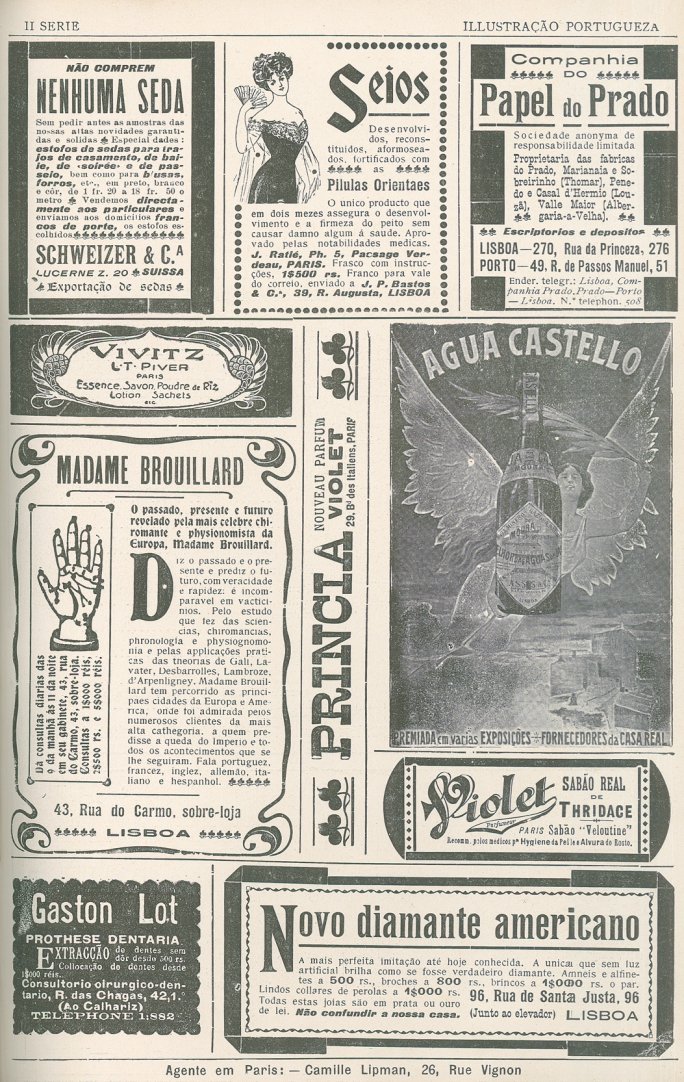 II SERIE
ILLUSTRAÇÃO PORTUGUEZA
NÃO COMPREM
NENHUMA SEDA
Sem pedir antes as amostras das
nossas altas novidades garanti-
das e solidas Especialidades:
estofos de sedas para tra-
jos de casamento, de bai-
le, de «soirée» e de pas-
seio, bem como para b'usas,
forros, etc., em preto, branco
e côr, do 1 fr. 20 a 18 fr. 50 o
metro Vendemos directa-
mente aos particulares e
enviamos aos domicilios fran-
cos de porte, os estofos es-
colhidos
SCHWEIZER & C.A
LUCERNE Z. 20 SUISSA
Exportação de sedas
Seios
Desenvolvi-
dos, recons-
tituidos, aformosea-
dos, fortificados com
as
Pilulas Orientaes
O unico producto que
em dois mezes assegura o desenvol-
vimento e a firmeza do peito sem
causar damno algum á saude. Apro-
vado pelas notabilidades medicas.
J. Ratié, Ph. 5, Pacsage Ver-
deau, PARIS. Frasco com instruc-
ções, 1$500 rs. Franco para vale
do correio, enviado a J. P. Bastos
& C.ª, 39, R. Augusta, LISBOA
Companhia
DO
Papel do Prado
Sociedade anonyma de
responsabilidade limitada
Proprietaria das fabricas
do Prado, Marianaia e So-
breirinho (Thomar), Pene-
do e Casal d'Hermio (Lou-
zã), Valle Maior (Alber-
garia-a-Velha).
Escriptorios e depositos
LISBOA—270, Rua da Princeza, 276
PORTO—49, R. de Passos Manuel, 51
Ender. telegr.: Lisboa, Com-
panhia Prado, Prado—Porto
—Lisboa. N.º telephon. 508
VIVITZ
L.T. PIVER
PARIS
Essence, Savon, Poudre de Riz
Lotion Sachets
etc.
MADAME BROUILLARD
O passado, presente e futuro
revelado pela mais celebre chi-
romante e physionomista da
Europa, Madame Brouillard.
Diz o passado e o pre-
sente e prediz o fu-
turo, com veracidade
e rapidez: é incom-
paravel em vactici-
nios. Pelo estudo
que fez das scien-
cias, chiromancias,
phronologia e physiognomo-
nia e pelas applicações prati-
cas das theorias de Gall, La-
vater, Desbarrolles, Lambroze,
d'Arpenligney. Madame Brouil-
lard tem percorrido as princi-
paes cidades da Europa e Ame-
rica, onde foi admirada pelos
numerosos clientes da mais
alta cathegoria, a quem pre-
disse a queda do Imperio e to-
dos os acontecimentos que se
lhe seguiram. Fala portuguez,
francez, inglez, allemão, ita-
liano e hespanhol.
Dá consultas diarias das
9 da manhã às 11 da noite
em seu gabinete, 43, rua
do Carmo, 43, sobre-loja.
Consultas a 1$000 réis,
2$500 rs. e 5$000 réis.
43, Rua do Carmo, sobre-loja
LISBOA
PRINCIA
NOUVEAU PARFUM
VIOLET
29, Bd des Italiens, PARIS
AGUA CASTELLO
PREMIADA em varias EXPOSIÇÕES FORNECEDORES da CASA REAL
Violet
Parfumeur
PARIS
SABÃO REAL
DE
THRIDACE
Sabão "Veloutine"
Recomm. pelos medicos pª Hygiene da Pelle e Alvura do Rosto.
Gaston Lot
PROTHESE DENTARIA
EXTRACÇÃO de dentes sem
dôr desde 500 rs.
Collocação de dentes desde
1$000 réis.
Consultorio cirurgico-den-
tario, R. das Chagas, 42, 1.
(Ao Calhariz)
TELEPHONE 1:882
Novo diamante americano
A mais perfeita imitação até hoje conhecida. A unica que sem luz
artificial brilha como se fosse verdadeiro diamante. Anneis e alfine-
tes a 500 rs., broches a 800 rs., brincos a 1$000 rs. o par.
Lindos collares de perolas a 1$000 rs.
Todas estas joias são em prata ou ouro
de lei. Não confundir a nossa casa.
96, Rua de Santa Justa, 96
(Junto ao elevador) LISBOA
Agente em Paris: — Camille Lipman, 26, Rue Vignon